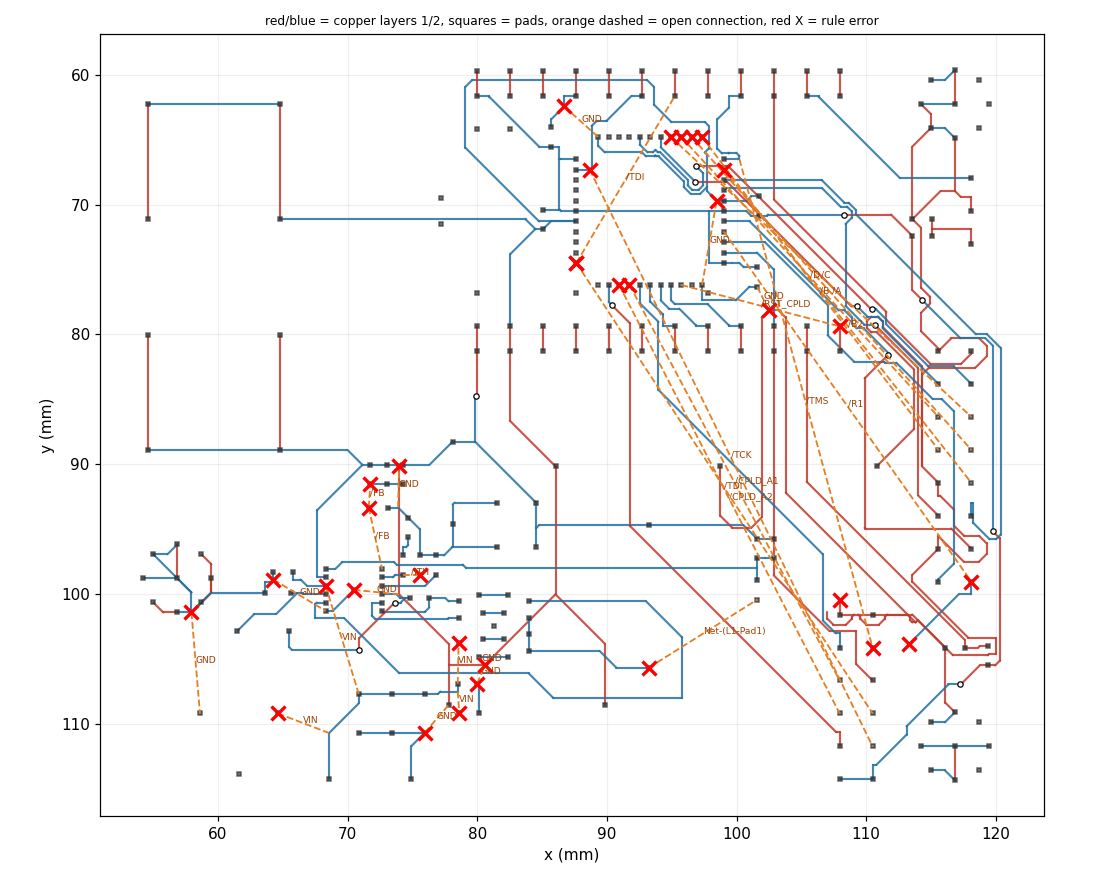 red/blue = copper layers 1/2, squares = pads, orange dashed = open connection, red X = rule error
60
GND
/TDI
70
GND
/D/C
GND
/RST_CPLD
80
/TMS
/R1
y (mm)
/TCK
90
GND
/FB
/CPLD_A1
/TDI
/CPLD_A2
/FB
GND
GND
100
Net-(L1-Pad1)
VIN
GND
VIN
GND
VIN
GND
VIN
110
60
70
80
90
100
110
120
x (mm)